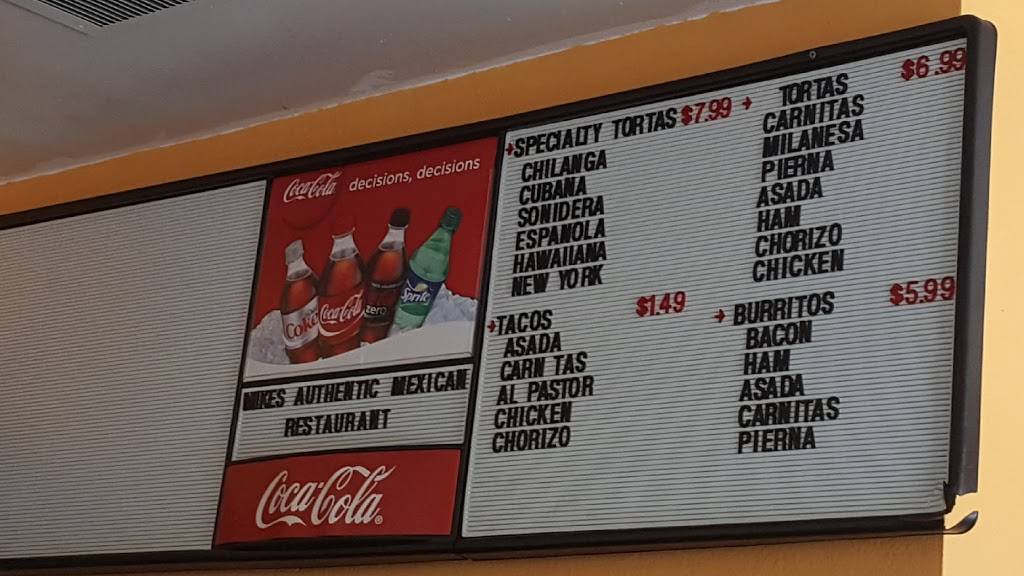 Coca-Cola decisions, decisions
Coke
Coca-Cola
zero
Sprite
MIKES AUTHENTIC MEXICAN
RESTAURANT
Coca-Cola®
SPECIALTY TORTAS $7.99
CHILANGA
CUBANA
SONIDERA
ESPANOLA
HAWAIIANA
NEW YORK
TORTAS $6.99
CARNITAS
MILANESA
PIERNA
ASADA
HAM
CHORIZO
CHICKEN
TACOS $1.49
ASADA
CARN TAS
AL PASTOR
CHICKEN
CHORIZO
BURRITOS $5.99
BACON
HAM
ASADA
CARNITAS
PIERNA